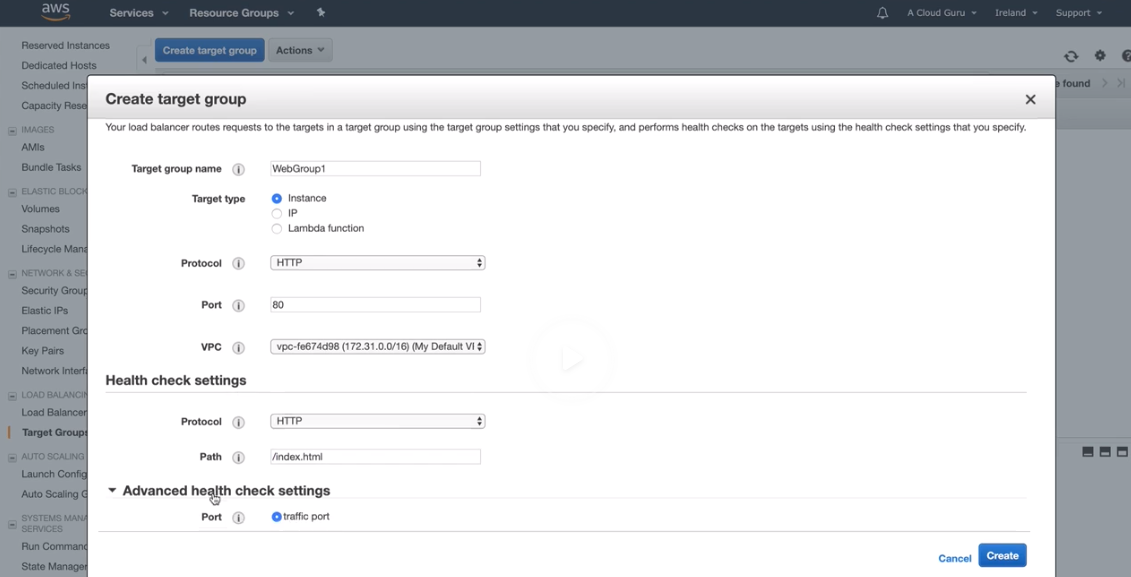 aws
Services
Resource Groups
A Cloud Guru
Ireland
Support
Reserved Instances
Dedicated Hosts
Scheduled Ins
Capacity Rese
IMAGES
AMIs
Bundle Tasks
ELASTIC BLOCK
Volumes
Snapshots
Lifecycle Mana
NETWORK & SE
Security Group
Elastic IPs
Placement Gro
Key Pairs
Network Interfa
LOAD BALANCIN
Load Balancer
Target Groups
AUTO SCALING
Launch Config
Auto Scaling G
SYSTEMS MANA
SERVICES
Run Command
State Manager
Create target group
Actions
e found
Create target group
Your load balancer routes requests to the targets in a target group using the target group settings that you specify, and performs health checks on the targets using the health check settings that you specify.
Target group name i WebGroup1
Target type Instance
IP
Lambda function
Protocol i HTTP
Port i 80
VPC i vpc-fe674d98 (172.31.0.0/16) (My Default VI
Health check settings
Protocol i HTTP
Path i /index.html
Advanced health check settings
Port i traffic port
Cancel
Create